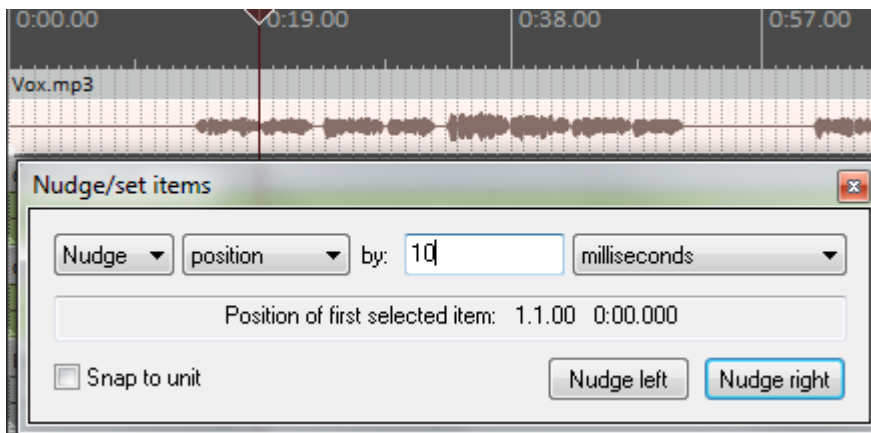 0:00.00 0:19.00 0:38.00 0:57.00
Vox.mp3
Nudge/set items
Nudge position by: 10 milliseconds
Position of first selected item: 1.1.00 0:00.000
Snap to unit Nudge left Nudge right